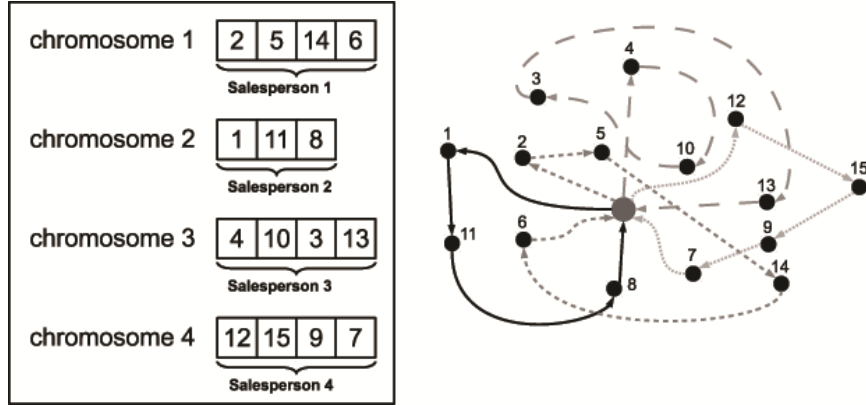 chromosome 1 2 5 14 6
Salesperson 1
chromosome 2 1 11 8
Salesperson 2
chromosome 3 4 10 3 13
Salesperson 3
chromosome 4 12 15 9 7
Salesperson 4
4
3
12
1
2
5
10
15
13
6
11
9
7
14
8